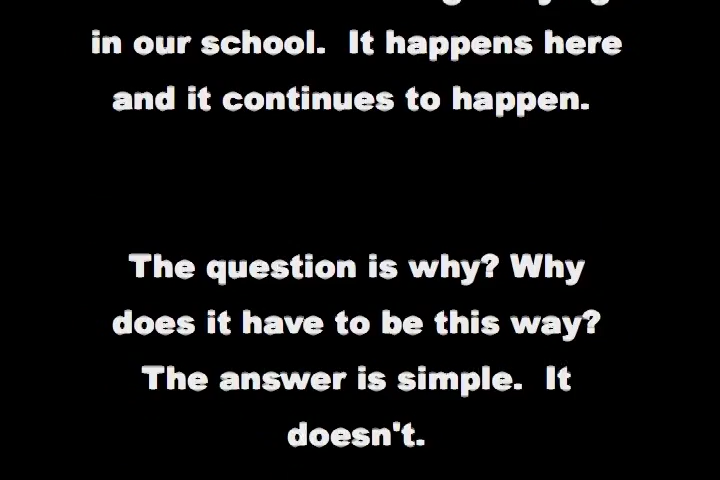 in our school.  It happens here
and it continues to happen.
The question is why? Why
does it have to be this way?
The answer is simple.  It
doesn't.